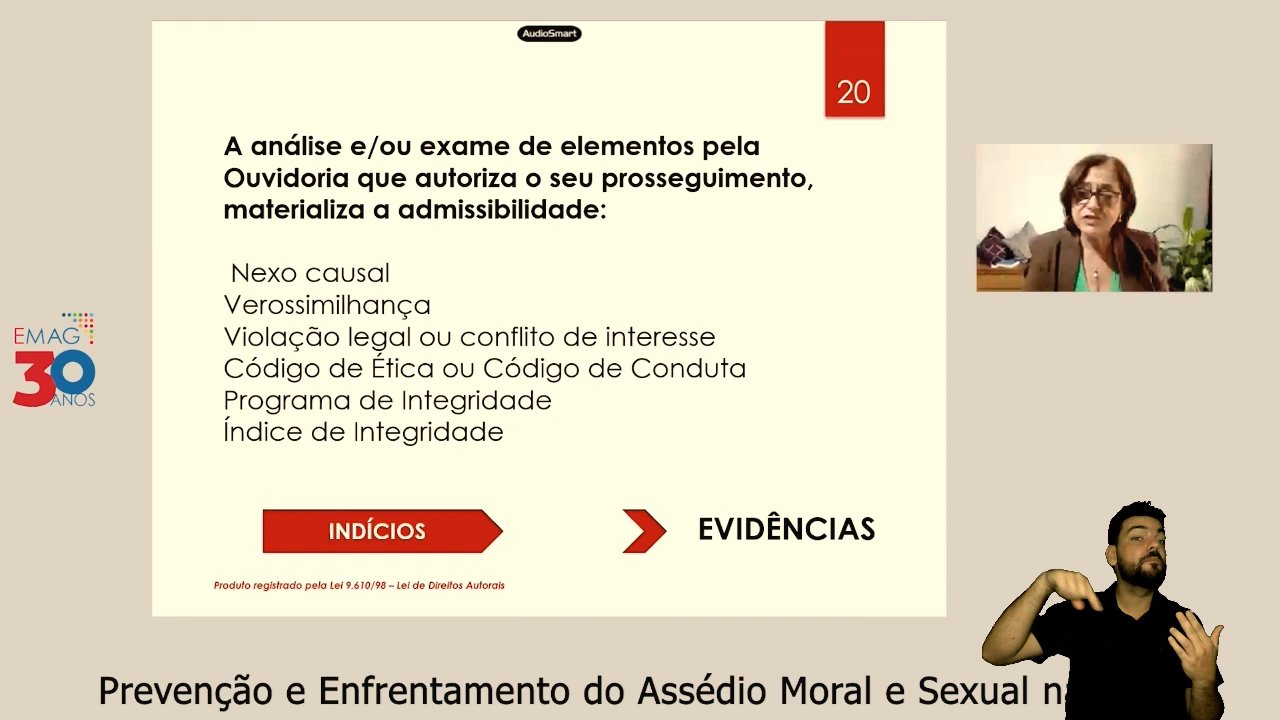 AudioSmart
20
A análise e/ou exame de elementos pela
Ouvidoria que autoriza o seu prosseguimento,
materializa a admissibilidade:
Nexo causal
Verossimilhança
Violação legal ou conflito de interesse
Código de Ética ou Código de Conduta
Programa de Integridade
Índice de Integridade
INDÍCIOS
EVIDÊNCIAS
Produto registrado pela Lei 9.610/98 – Lei de Direitos Autorais
EMAG
30
ANOS
Prevenção e Enfrentamento do Assédio Moral e Sexual